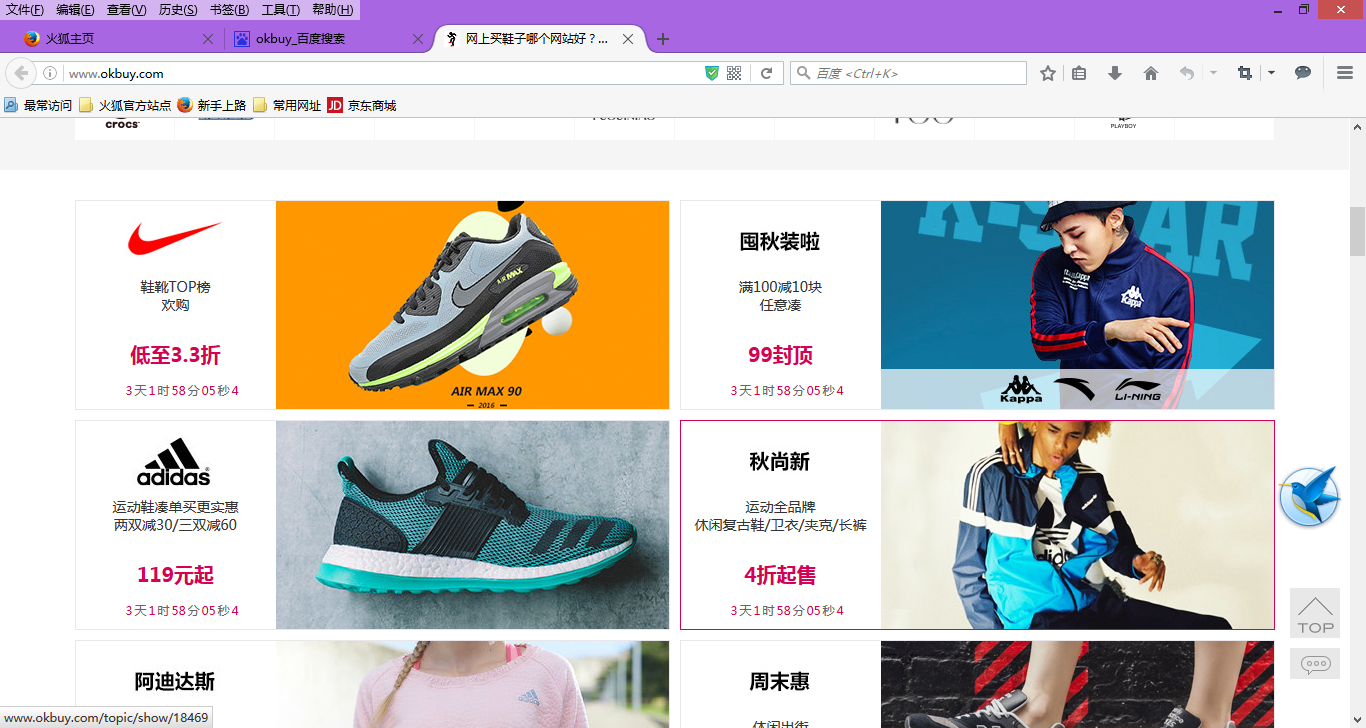 文件(F) 编辑(E) 查看(V) 历史(S) 书签(B) 工具(T) 帮助(H)
火狐主页
okbuy_百度搜索
网上买鞋子哪个网站好？...
www.okbuy.com
百度 <Ctrl+K>
最常访问 火狐官方站点 新手上路 常用网址 JD 京东商城
crocs
PLAYBOY
鞋靴TOP榜
欢购
低至3.3折
3天1时58分05秒4
AIR MAX
AIR MAX 90
2016
囤秋装啦
满100减10块
任意凑
99封顶
3天1时58分05秒4
K-STAR
Kappa
Kappa
Kappa
LI-NING
adidas
运动鞋凑单买更实惠
两双减30/三双减60
119元起
3天1时58分05秒4
秋尚新
运动全品牌
休闲复古鞋/卫衣/夹克/长裤
4折起售
3天1时58分05秒4
adidas
TOP
阿迪达斯
周末惠
休闲出街
www.okbuy.com/topic/show/18469